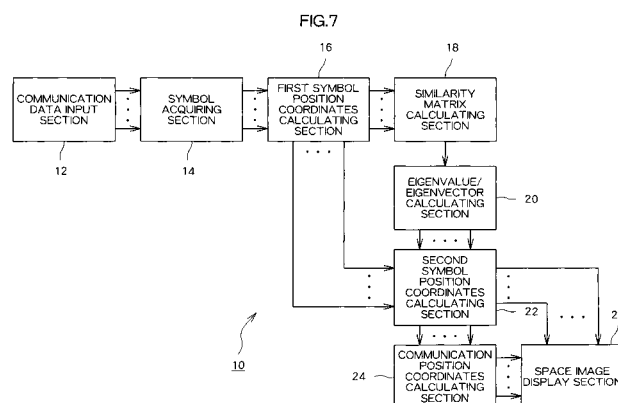 FIG.7
16
18
COMMUNICATION
DATA INPUT
SECTION
SYMBOL
ACQUIRING
SECTION
FIRST SYMBOL
POSITION
COORDINATES
CALCULATING
SECTION
SIMILARITY
MATRIX
CALCULATING
SECTION
12
14
EIGENVALUE/
EIGENVECTOR
CALCULATING
SECTION
20
SECOND
SYMBOL
POSITION
COORDINATES
CALCULATING
SECTION
22
10
24
COMMUNICATION
POSITION
COORDINATES
CALCULATING
SECTION
SPACE IMAGE
DISPLAY SECTION